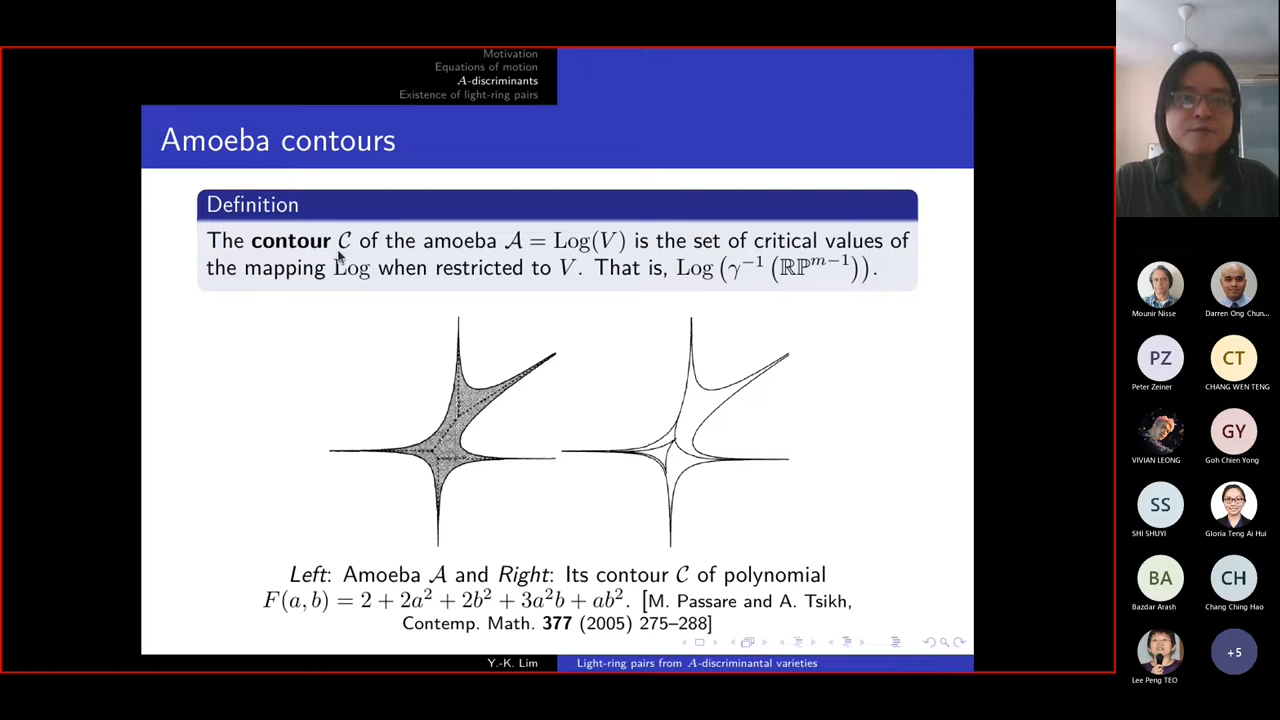 Motivation
Equations of motion
A-discriminants
Existence of light-ring pairs
Amoeba contours
Definition
The contour 𝒞 of the amoeba 𝒜 = Log(V) is the set of critical values of
the mapping Log when restricted to V. That is, Log (γ⁻¹ (ℝℙᵐ⁻¹)).
Left: Amoeba 𝒜 and Right: Its contour 𝒞 of polynomial
F(a, b) = 2 + 2a² + 2b² + 3a²b + ab². [M. Passare and A. Tsikh,
Contemp. Math. 377 (2005) 275–288]
Y.-K. Lim
Light-ring pairs from A-discriminantal varieties
Mounir Nisse
Darren Ong Chun...
PZ
CT
Peter Zeiner
CHANG WEN TENG
GY
VIVIAN LEONG
Goh Chien Yong
SS
SHI SHUYI
Gloria Teng Ai Hui
BA
CH
Bazdar Arash
Chang Ching Hao
+5
Lee Peng TEO